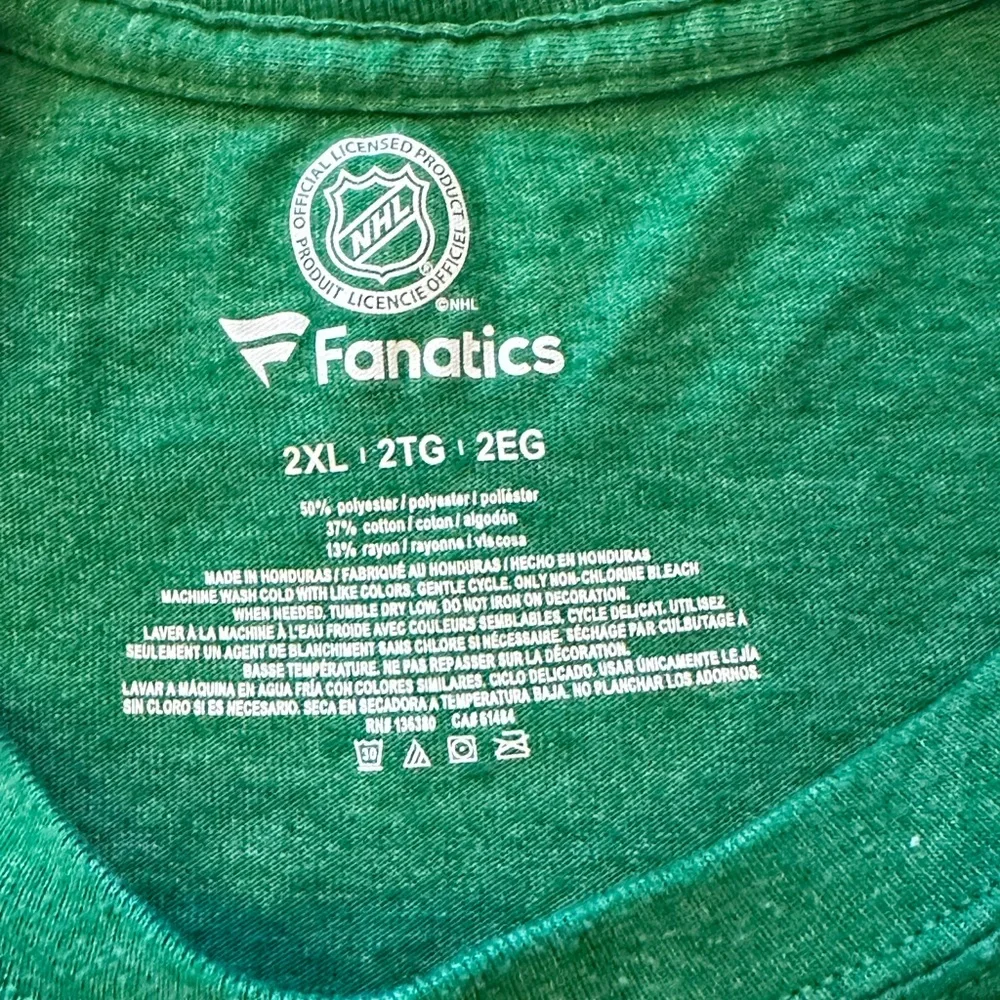 OFFICIAL LICENSED PRODUCT
NHL
PRODUIT LICENCIE OFFICIEL
©NHL
Fanatics
2XL | 2TG | 2EG
50% polyester / polyester / poliéster
37% cotton / coton / algodón
13% rayon / rayonne / viscosa
MADE IN HONDURAS / FABRIQUÉ AU HONDURAS / HECHO EN HONDURAS
MACHINE WASH COLD WITH LIKE COLORS, GENTLE CYCLE. ONLY NON-CHLORINE BLEACH
WHEN NEEDED. TUMBLE DRY LOW. DO NOT IRON ON DECORATION.
LAVER À LA MACHINE À L'EAU FROIDE AVEC COULEURS SEMBLABLES, CYCLE DÉLICAT. UTILISEZ
SEULEMENT UN AGENT DE BLANCHIMENT SANS CHLORE SI NÉCESSAIRE. SÉCHAGE PAR CULBUTAGE À
BASSE TEMPÉRATURE. NE PAS REPASSER SUR LA DÉCORATION.
LAVAR A MÁQUINA EN AGUA FRÍA CON COLORES SIMILARES, CICLO DELICADO. USAR ÚNICAMENTE LEJÍA
SIN CLORO SI ES NECESARIO. SECA EN SECADORA A TEMPERATURA BAJA. NO PLANCHAR LOS ADORNOS.
RN# 136380 CA# 61484
30